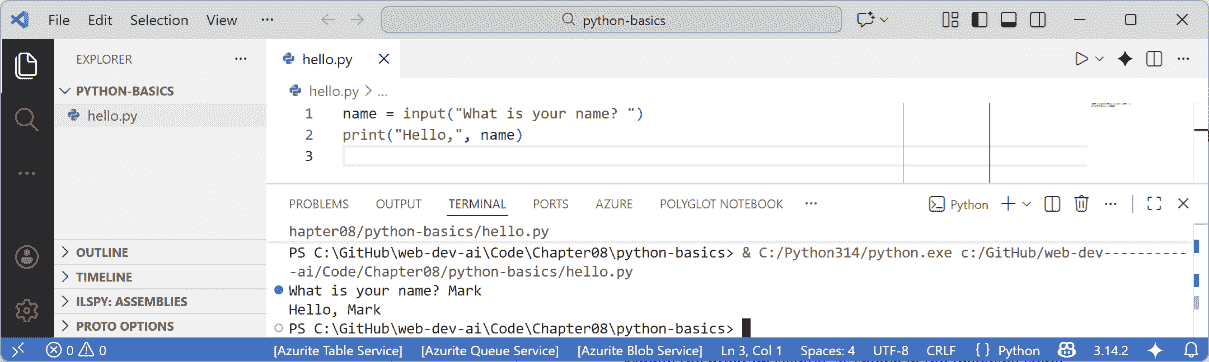 File Edit Selection View ··· python-basics
EXPLORER ···
PYTHON-BASICS
hello.py
OUTLINE
TIMELINE
ILSPY: ASSEMBLIES
PROTO OPTIONS
hello.py
hello.py > ...
1 name = input("What is your name? ")
2 print("Hello,", name)
3
PROBLEMS OUTPUT TERMINAL PORTS AZURE POLYGLOT NOTEBOOK ··· Python
hapter08/python-basics/hello.py
PS C:\GitHub\web-dev-ai\Code\Chapter08\python-basics> & C:/Python314/python.exe c:/GitHub/web-dev----------
-ai/Code/Chapter08/python-basics/hello.py
What is your name? Mark
Hello, Mark
PS C:\GitHub\web-dev-ai\Code\Chapter08\python-basics>
0 0 [Azurite Table Service] [Azurite Queue Service] [Azurite Blob Service] Ln 3, Col 1 Spaces: 4 UTF-8 CRLF { } Python 3.14.2